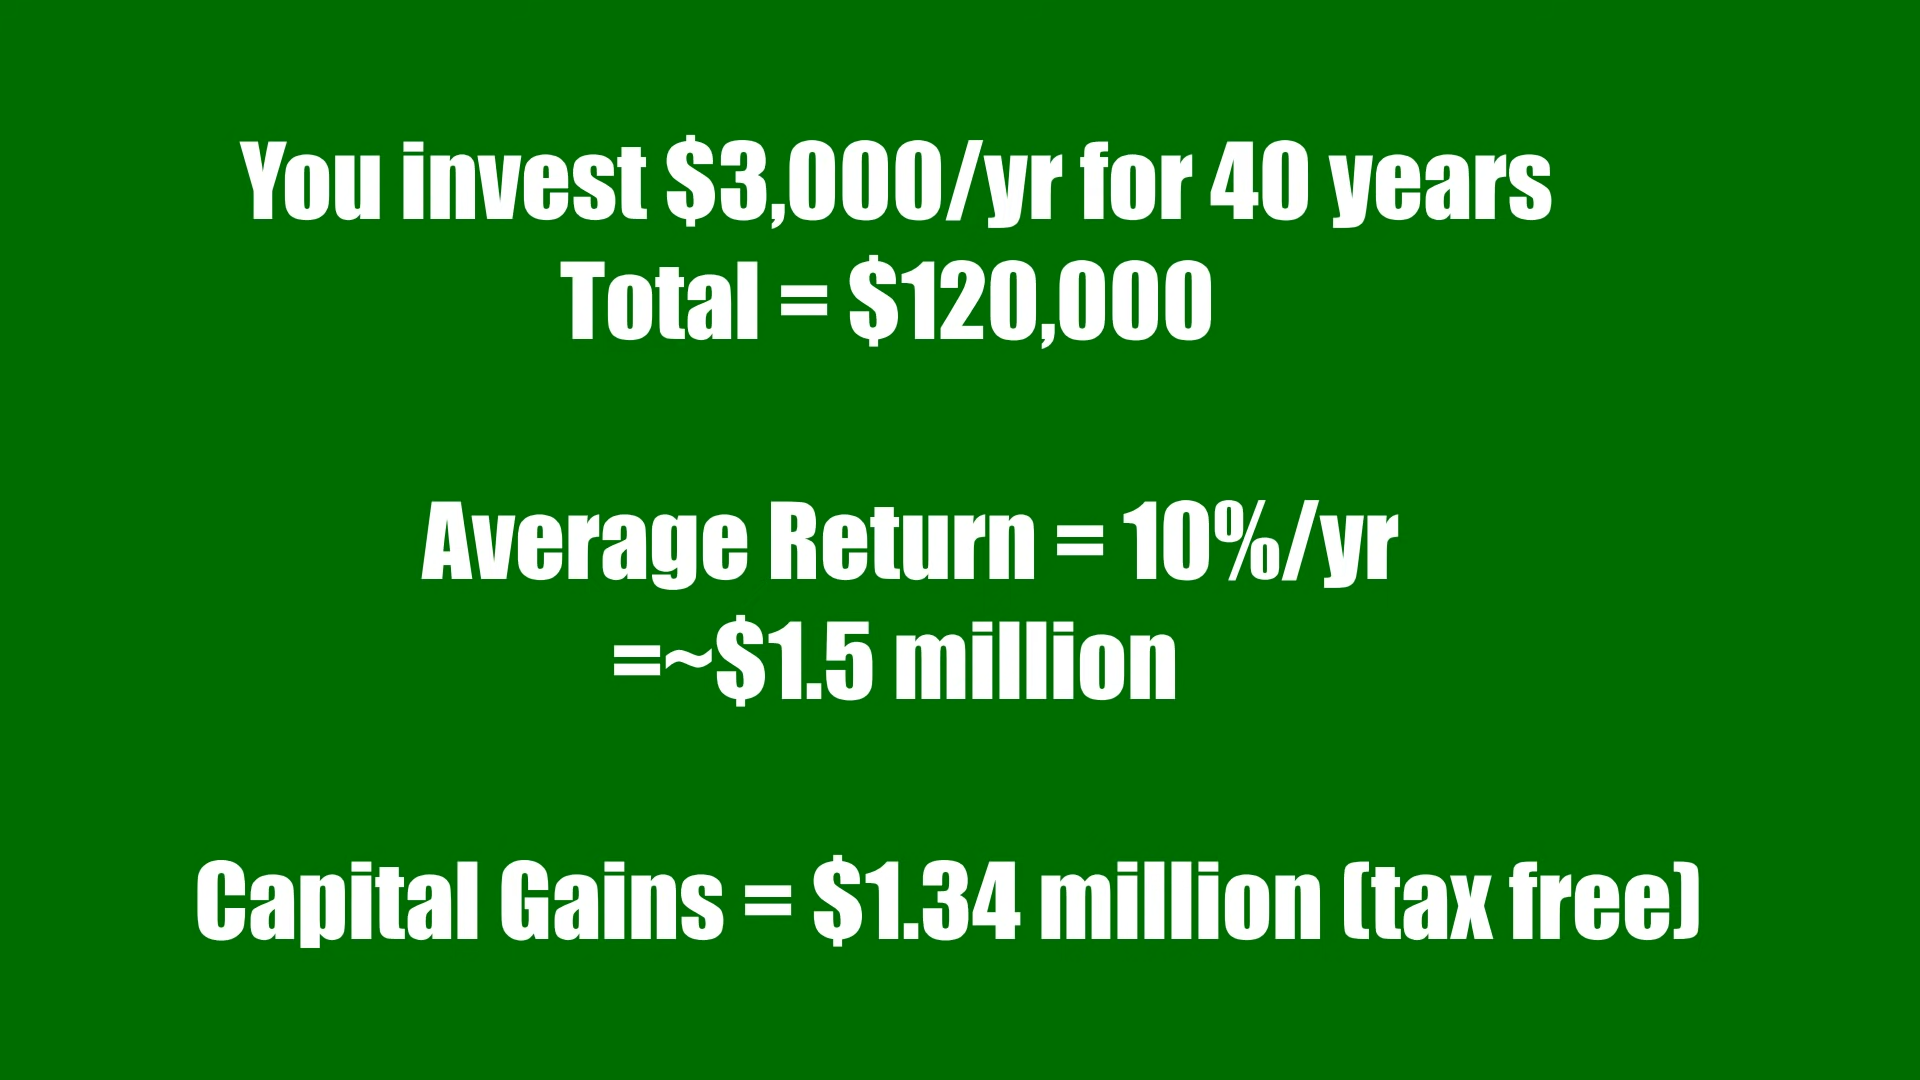 You invest $3,000/yr for 40 years
Total = $120,000
Average Return = 10%/yr
=~$1.5 million
Capital Gains = $1.34 million (tax free)